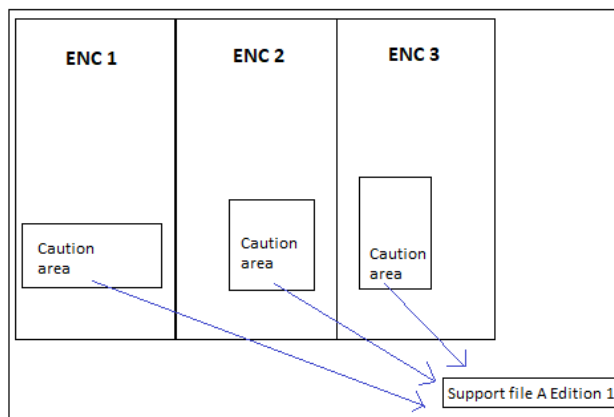 ENC 1
ENC 2
ENC 3
Caution
area
Caution
area
Caution
area
Support file A Edition 1